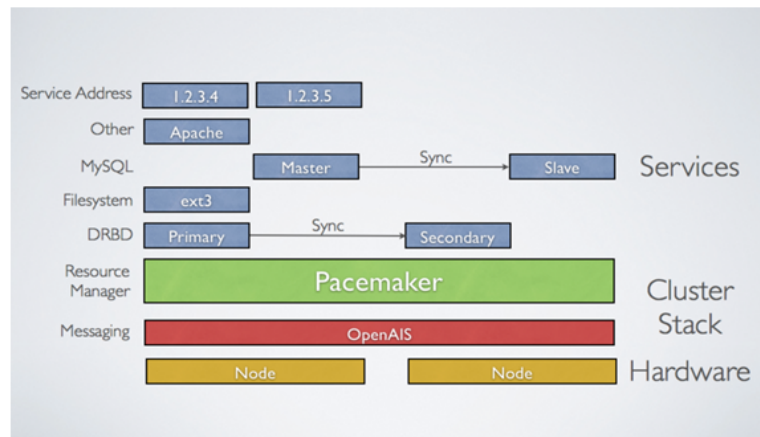 Service Address 1.2.3.4 1.2.3.5
Other Apache
MySQL Master Sync Slave Services
Filesystem ext3
DRBD Primary Sync Secondary
Resource
Manager
Pacemaker
Cluster
Stack
Messaging OpenAIS
Node Node Hardware